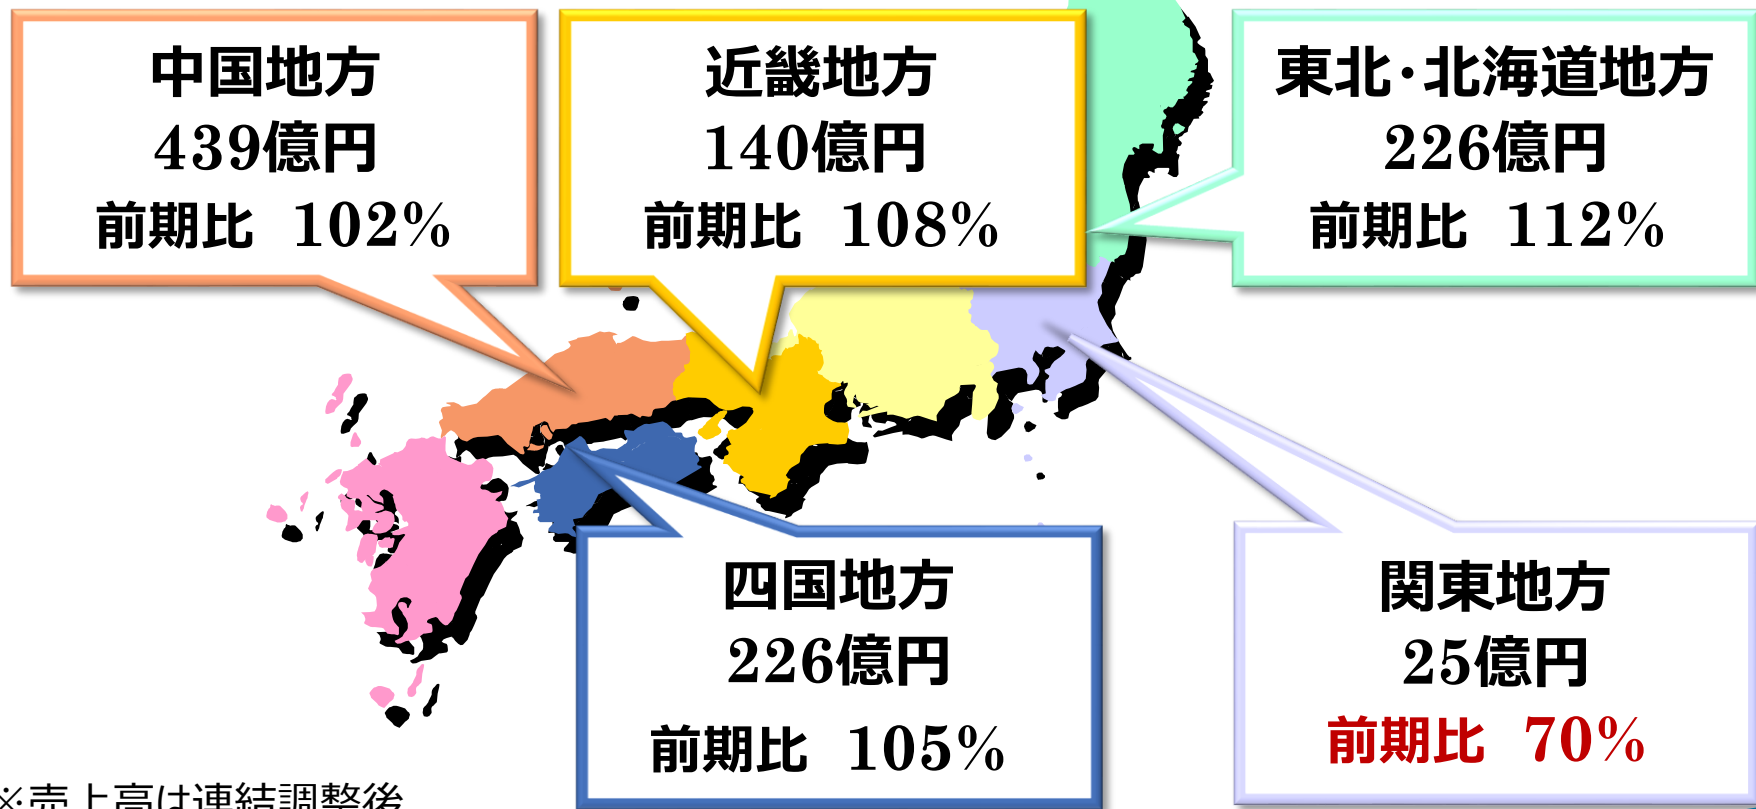 中国地方
439億円
前期比 102%
近畿地方
140億円
前期比 108%
東北・北海道地方
226億円
前期比 112%
四国地方
226億円
前期比 105%
関東地方
25億円
前期比 70%
※売上高は連結調整後